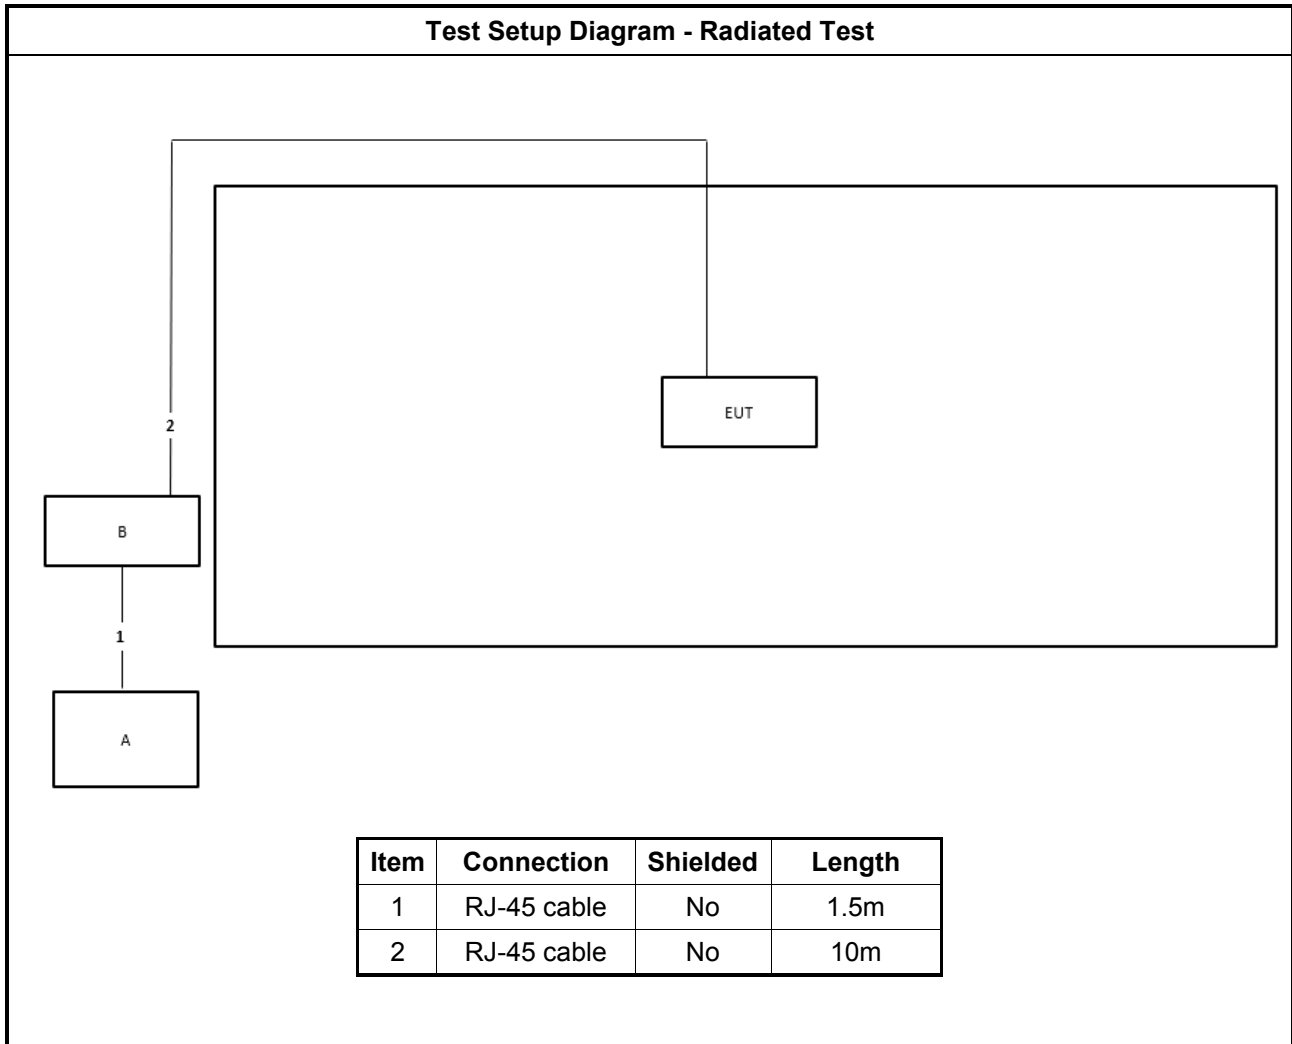 Test Setup Diagram - Radiated Test
EUT
2
B
1
A
Item Connection Shielded Length
1 RJ-45 cable No 1.5m
2 RJ-45 cable No 10m